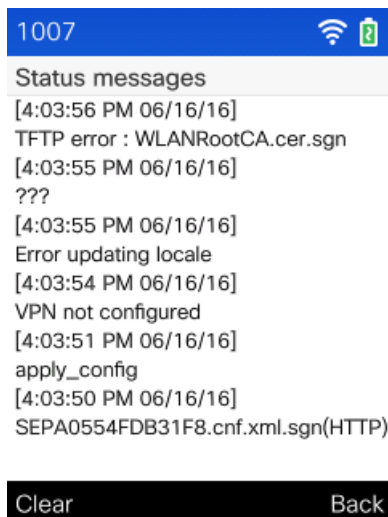 1007
Status messages
[4:03:56 PM 06/16/16]
TFTP error : WLANRootCA.cer.sgn
[4:03:55 PM 06/16/16]
???
[4:03:55 PM 06/16/16]
Error updating locale
[4:03:54 PM 06/16/16]
VPN not configured
[4:03:51 PM 06/16/16]
apply_config
[4:03:50 PM 06/16/16]
SEPA0554FDB31F8.cnf.xml.sgn(HTTP)
Clear Back